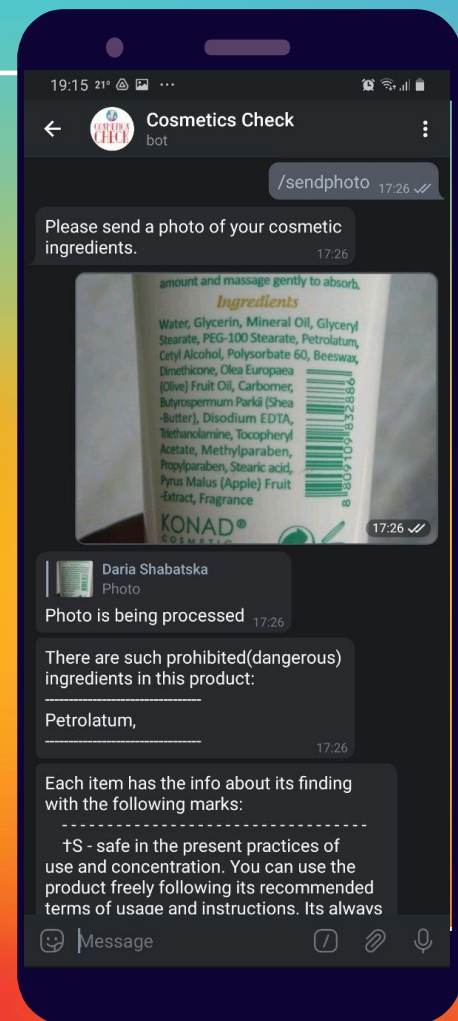 19:15 21° ...
COSMETICS
CHECK
Cosmetics Check
bot
/sendphoto 17:26
Please send a photo of your cosmetic
ingredients.
17:26
amount and massage gently to absorb.
Ingredients
Water, Glycerin, Mineral Oil, Glyceryl
Stearate, PEG-100 Stearate, Petrolatum,
Cetyl Alcohol, Polysorbate 60, Beeswax,
Dimethicone, Olea Europaea
(Olive) Fruit Oil, Carbomer,
Butyrospermum Parkii (Shea
-Butter), Disodium EDTA,
Triethanolamine, Tocopheryl
Acetate, Methylparaben,
Propylparaben, Stearic acid,
Pyrus Malus (Apple) Fruit
-Extract, Fragrance
8 809109 832886
KONAD®
COSMETIC
17:26
Daria Shabatska
Photo
Photo is being processed 17:26
There are such prohibited(dangerous)
ingredients in this product:
--------------------------------
Petrolatum,
--------------------------------
17:26
Each item has the info about its finding
with the following marks:
- - - - - - - - - - - - - - - - - - - - - - - - - - - - - - - - -
†S - safe in the present practices of
use and concentration. You can use the
product freely following its recommended
terms of usage and instructions. Its always
Message